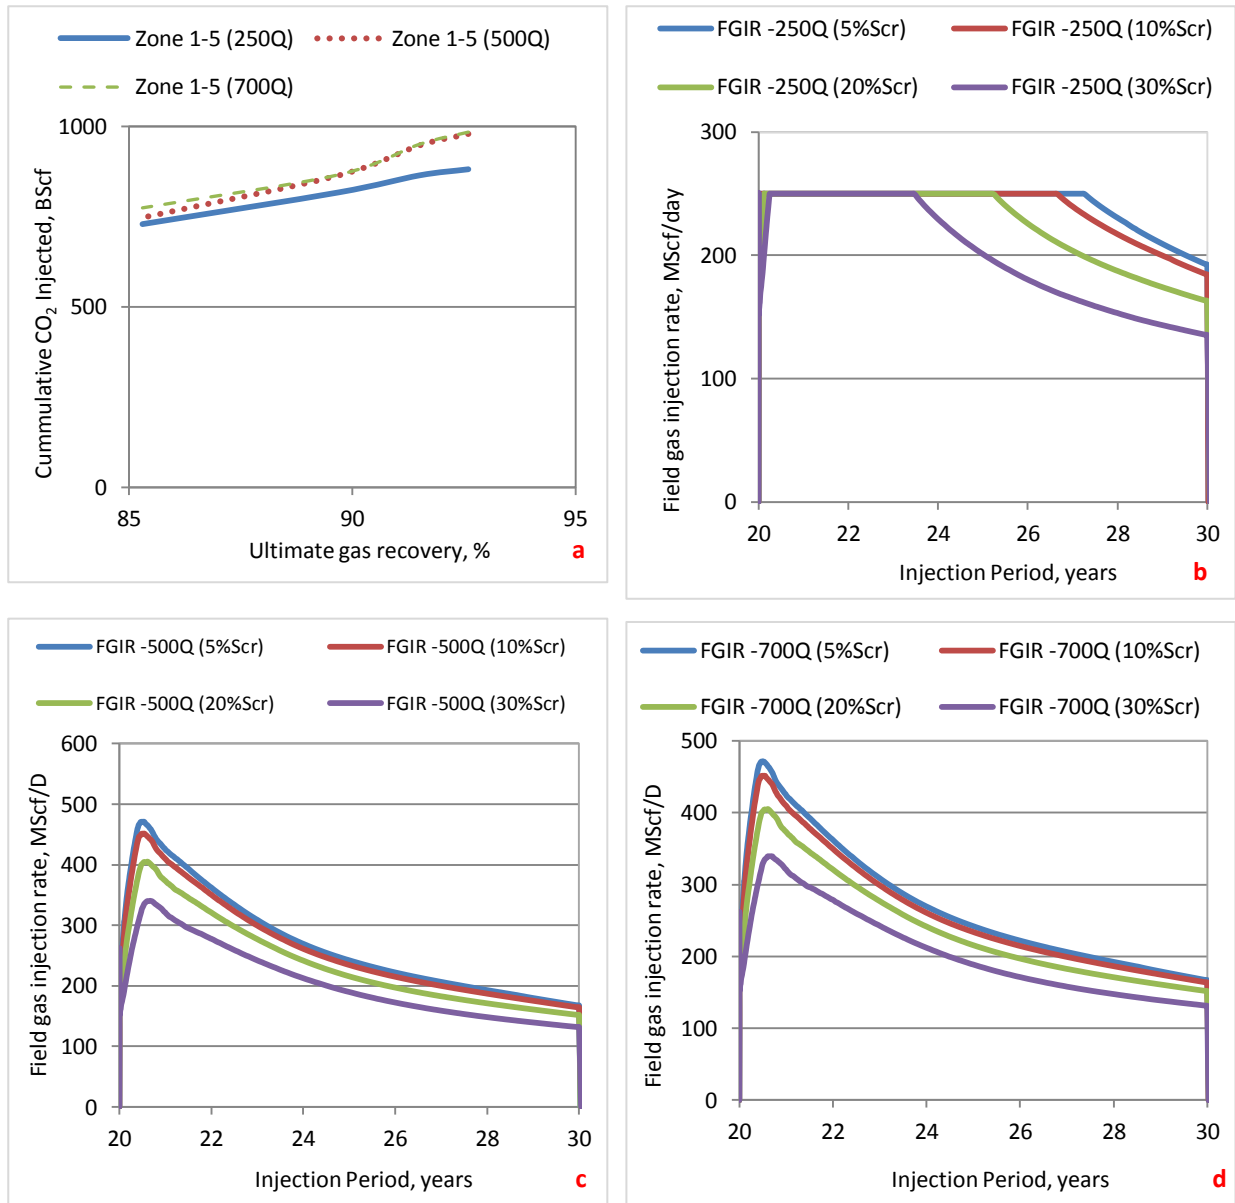 Zone 1-5 (250Q) Zone 1-5 (500Q)
Zone 1-5 (700Q)
Cummulative CO2 Injected, BScf
1000
500
0
85 90 95
Ultimate gas recovery, %
a
FGIR -250Q (5%Scr) FGIR -250Q (10%Scr)
FGIR -250Q (20%Scr) FGIR -250Q (30%Scr)
Field gas injection rate, MScf/day
300
200
100
0
20 22 24 26 28 30
Injection Period, years
b
FGIR -500Q (5%Scr) FGIR -500Q (10%Scr)
FGIR -500Q (20%Scr) FGIR -500Q (30%Scr)
Field gas injection rate, MScf/D
600
500
400
300
200
100
0
20 22 24 26 28 30
Injection Period, years
c
FGIR -700Q (5%Scr) FGIR -700Q (10%Scr)
FGIR -700Q (20%Scr) FGIR -700Q (30%Scr)
Field gas injection rate, MScf/D
500
400
300
200
100
0
20 22 24 26 28 30
Injection Period, years
d